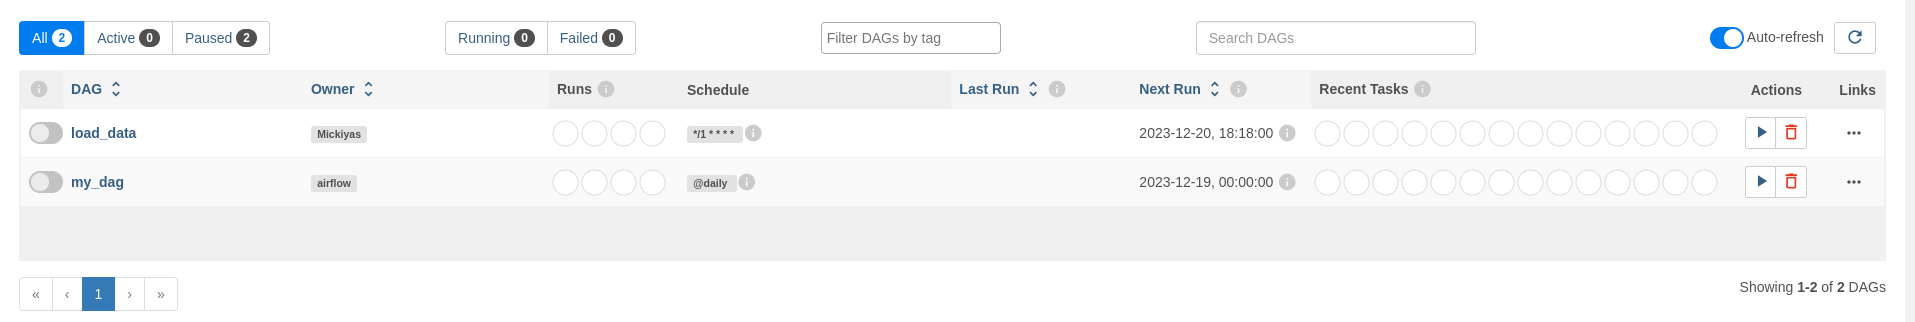 All 2 Active 0 Paused 2 Running 0 Failed 0 Filter DAGs by tag Search DAGs Auto-refresh
DAG Owner Runs Schedule Last Run Next Run Recent Tasks Actions Links
load_data Mickiyas */1 * * * * 2023-12-20, 18:18:00
my_dag airflow @daily 2023-12-19, 00:00:00
« ‹ 1 › » Showing 1-2 of 2 DAGs